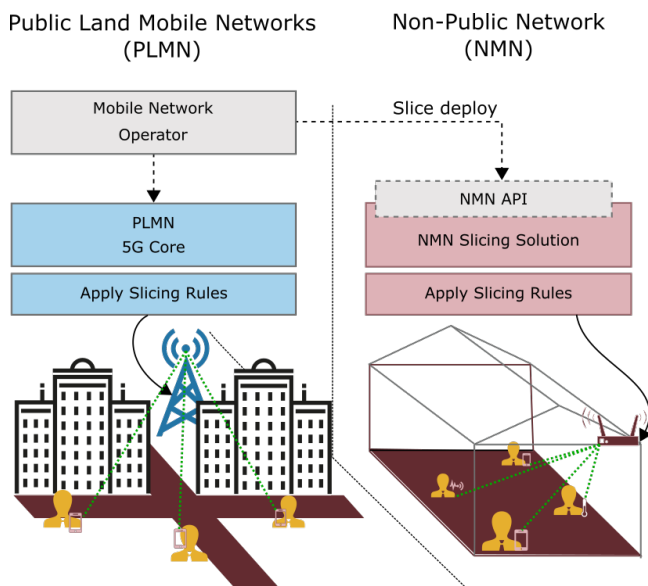 Public Land Mobile Networks
(PLMN)
Non-Public Network
(NMN)
Mobile Network
Operator
Slice deploy
PLMN
5G Core
NMN API
NMN Slicing Solution
Apply Slicing Rules
Apply Slicing Rules